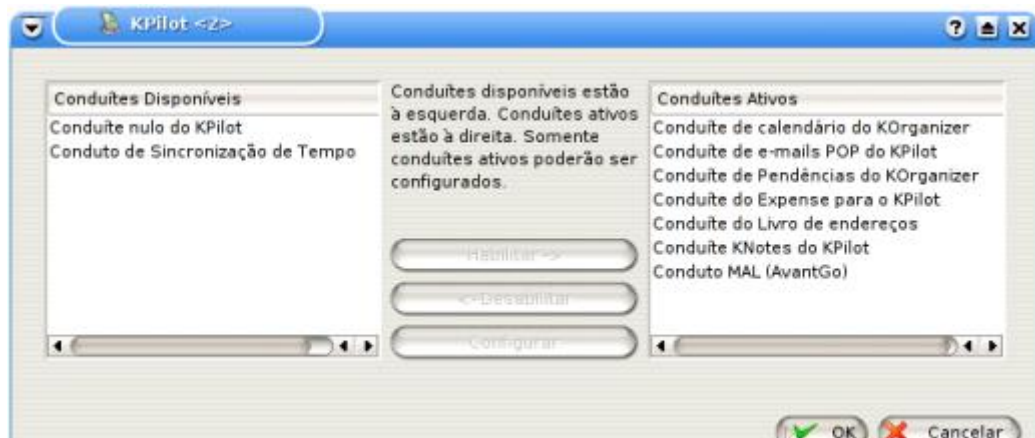 KPilot <2>
Conduítes Disponíveis
Conduíte nulo do KPilot
Conduto de Sincronização de Tempo
Conduítes disponíveis estão
à esquerda. Conduítes ativos
estão à direita. Somente
conduítes ativos poderão ser
configurados.
Habilitar ->
<-Desabilitar
Configurar
Conduítes Ativos
Conduíte de calendário do KOrganizer
Conduíte de e-mails POP do KPilot
Conduíte de Pendências do KOrganizer
Conduíte do Expense para o KPilot
Conduíte do Livro de endereços
Conduíte KNotes do KPilot
Conduto MAL (AvantGo)
OK
Cancelar